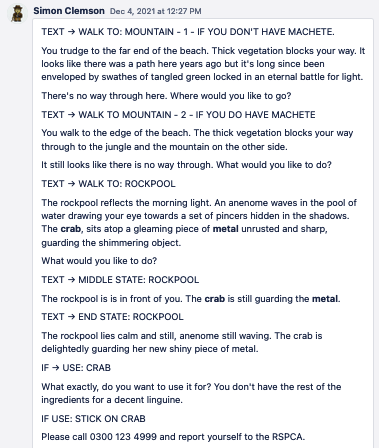 Simon Clemson Dec 4, 2021 at 12:27 PM
TEXT → WALK TO: MOUNTAIN - 1 - IF YOU DON'T HAVE MACHETE.
You trudge to the far end of the beach. Thick vegetation blocks your way. It
looks like there was a path here years ago but it's long since been
enveloped by swathes of tangled green locked in an eternal battle for light.
There's no way through here. Where would you like to go?
TEXT → WALK TO MOUNTAIN - 2 - IF YOU DO HAVE MACHETE
You walk to the edge of the beach. The thick vegetation blocks your way
through to the jungle and the mountain on the other side.
It still looks like there is no way through. What would you like to do?
TEXT → WALK TO: ROCKPOOL
The rockpool reflects the morning light. An anenome waves in the pool of
water drawing your eye towards a set of pincers hidden in the shadows.
The crab, sits atop a gleaming piece of metal unrusted and sharp,
guarding the shimmering object.
What would you like to do?
TEXT → MIDDLE STATE: ROCKPOOL
The rockpool is is in front of you. The crab is still guarding the metal.
TEXT → END STATE: ROCKPOOL
The rockpool lies calm and still, anenome still waving. The crab is
delightedly guarding her new shiny piece of metal.
IF → USE: CRAB
What exactly, do you want to use it for? You don't have the rest of the
ingredients for a decent linguine.
IF USE: STICK ON CRAB
Please call 0300 123 4999 and report yourself to the RSPCA.